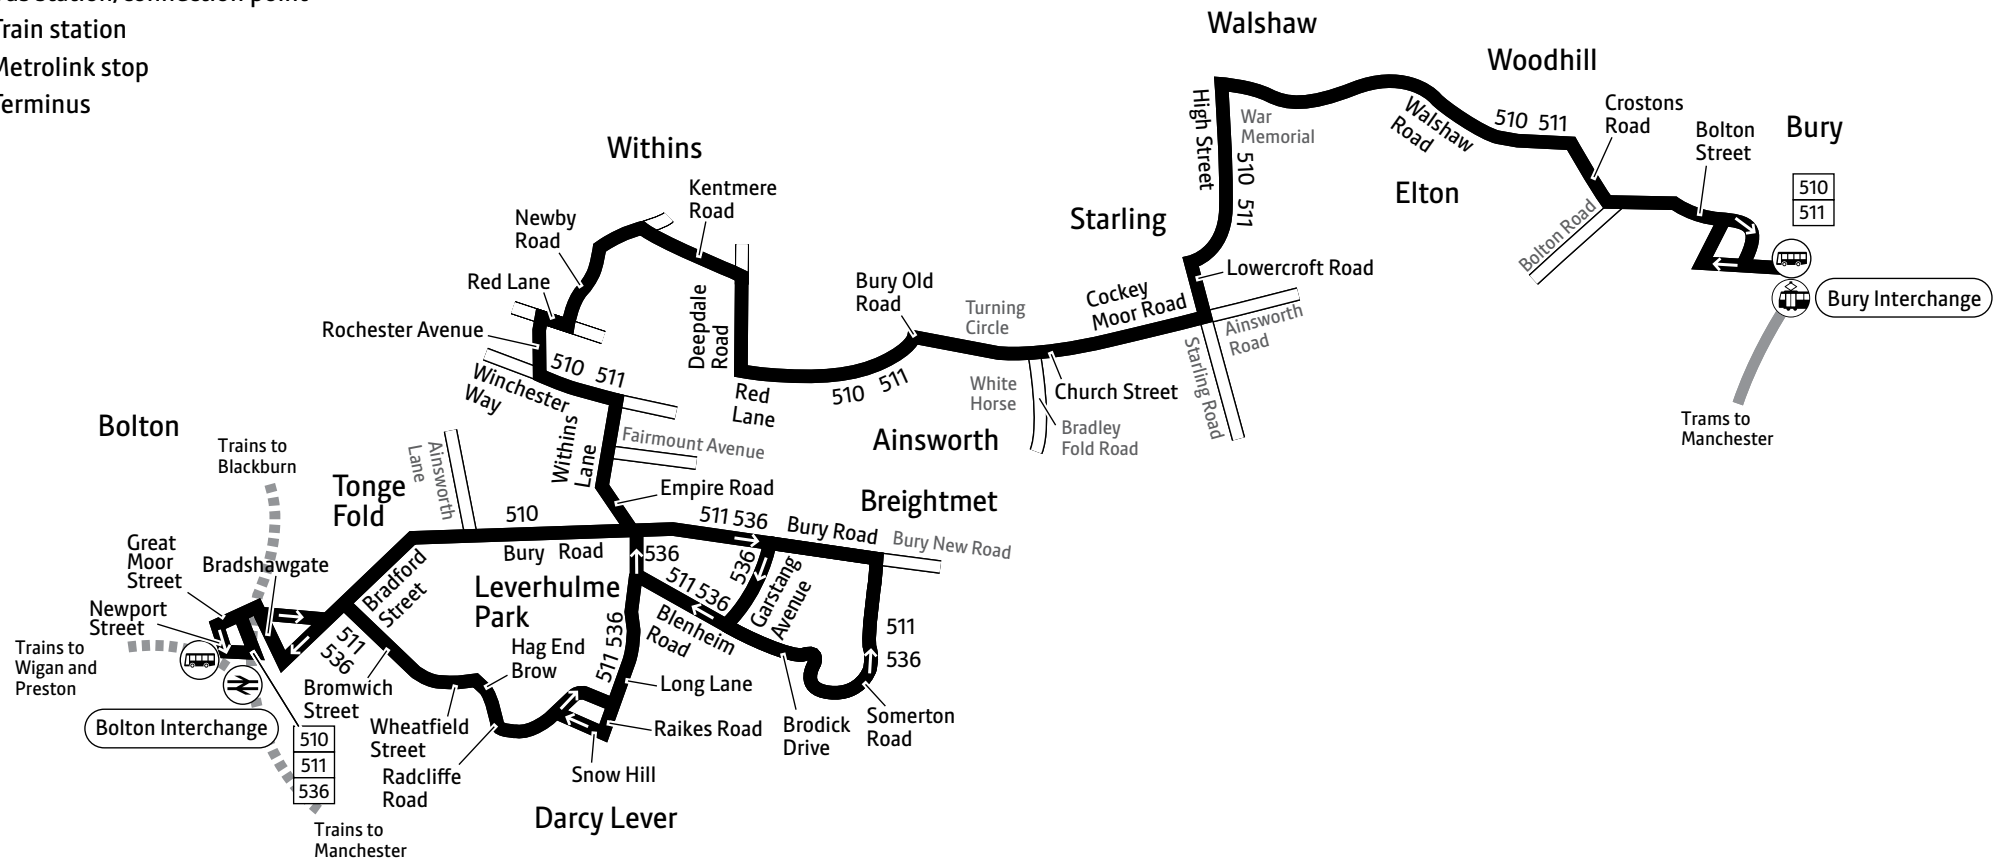 Train station
Metrolink stop
Terminus
Walshaw
Woodhill
Crostons
Road
Bolton
Street
Bury
510
511
War
Memorial
High Street
510 511
Walshaw
Road
510 511
Elton
Bolton Road
Bury Interchange
Trams to
Manchester
Withins
Kentmere
Road
Newby
Road
Red Lane
Rochester Avenue
510 511
Winchester
Way
Deepdale
Road
Red
Lane
510 511
Bury Old
Road
Turning
Circle
Starling
Cockey
Moor Road
Lowercroft Road
Ainsworth
Road
Starling Road
White
Horse
Church Street
Bradley
Fold Road
Ainsworth
Withins
Lane
Fairmount Avenue
Empire Road
Breightmet
Bolton
Trains to
Blackburn
Ainsworth
Lane
Tonge
Fold
510
Bury Road
511 536
Bury Road
Bury New Road
Great
Moor
Street
Bradshawgate
Newport
Street
Trains to
Wigan and
Preston
Bradford
Street
Leverhulme
Park
536
536
511 536
Garstang
Avenue
Blenheim
Road
511
536
511
536
Hag End
Brow
511 536
Bromwich
Street
Wheatfield
Street
Radcliffe
Road
Long Lane
Raikes Road
Snow Hill
Brodick
Drive
Somerton
Road
Bolton Interchange
510
511
536
Darcy Lever
Trains to
Manchester